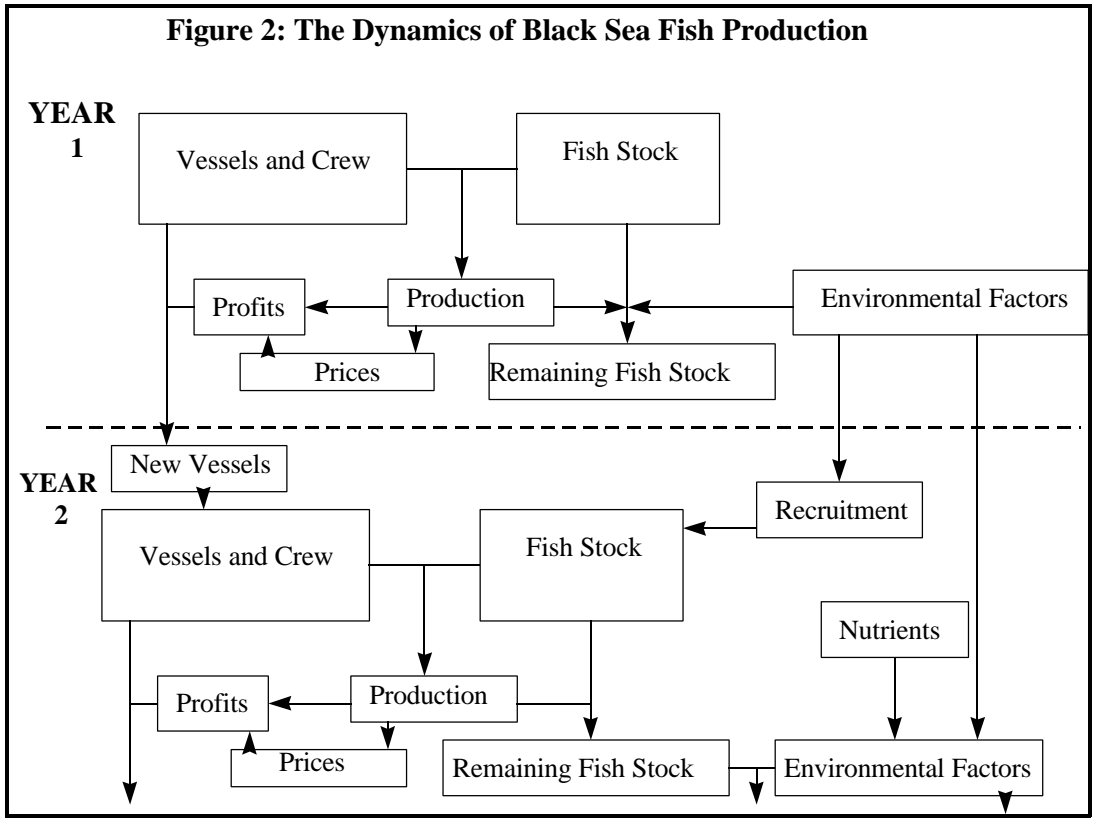 Figure 2: The Dynamics of Black Sea Fish Production
YEAR
1
Vessels and Crew
Fish Stock
Profits
Production
Environmental Factors
Prices
Remaining Fish Stock
New Vessels
YEAR
2
Recruitment
Vessels and Crew
Fish Stock
Nutrients
Profits
Production
Prices
Remaining Fish Stock
Environmental Factors